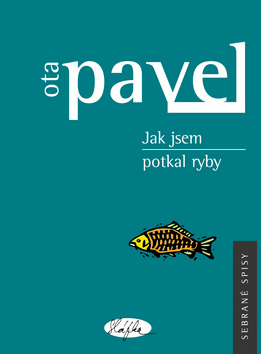 ota
pavel
Jak jsem
potkal ryby
SEBRANÉ SPISY